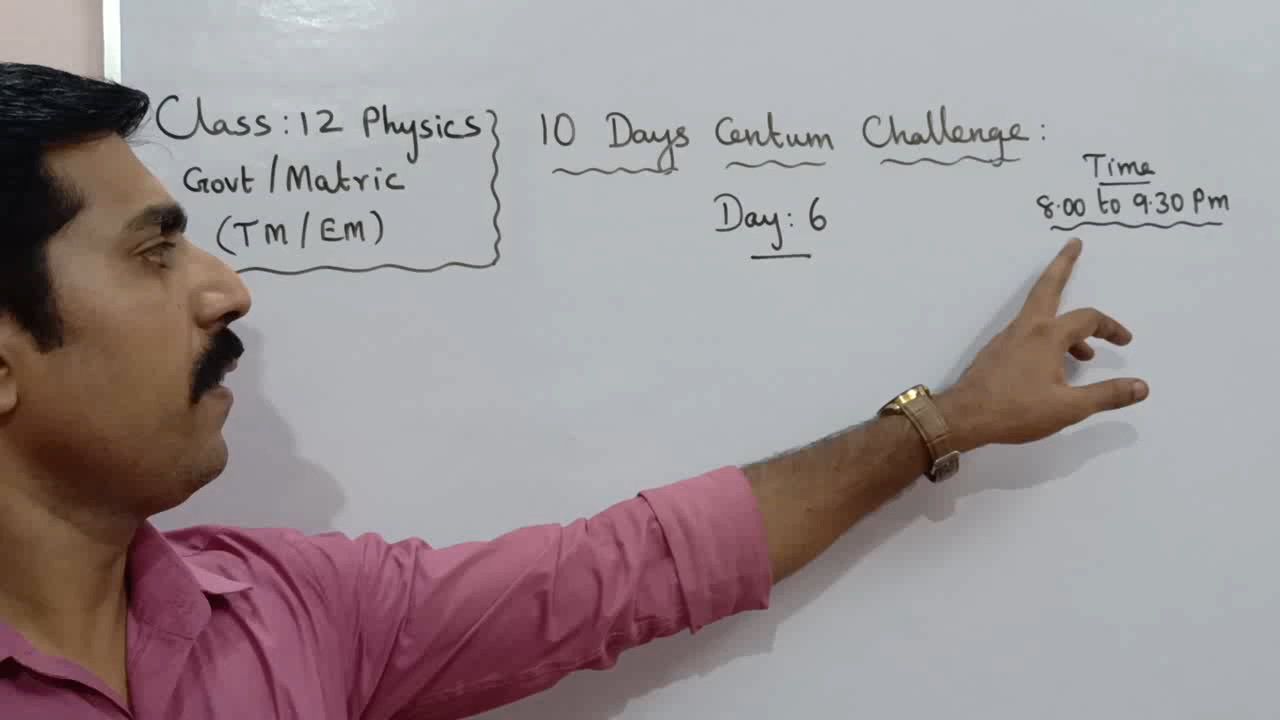 Class: 12 Physics
Govt/Matric
(TM/EM)
10 Days Centum Challenge:
Day: 6
Time
8.00 to 9.30 Pm